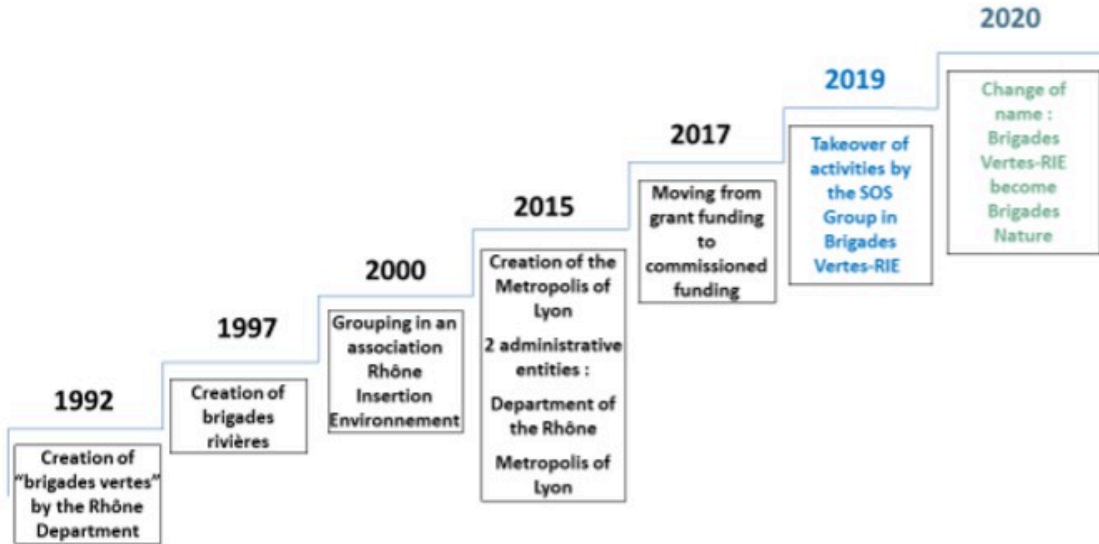 1992
Creation of
“brigades vertes”
by the Rhône
Department
1997
Creation of
brigades
rivières
2000
Grouping in an
association
Rhône
Insertion
Environnement
2015
Creation of the
Metropolis of
Lyon
2 administrative
entities :
Department of
the Rhône
Metropolis of
Lyon
2017
Moving from
grant funding
to
commissioned
funding
2019
Takeover of
activities by
the SOS
Group in
Brigades
Vertes-RIE
2020
Change of
name :
Brigades
Vertes-RIE
become
Brigades
Nature